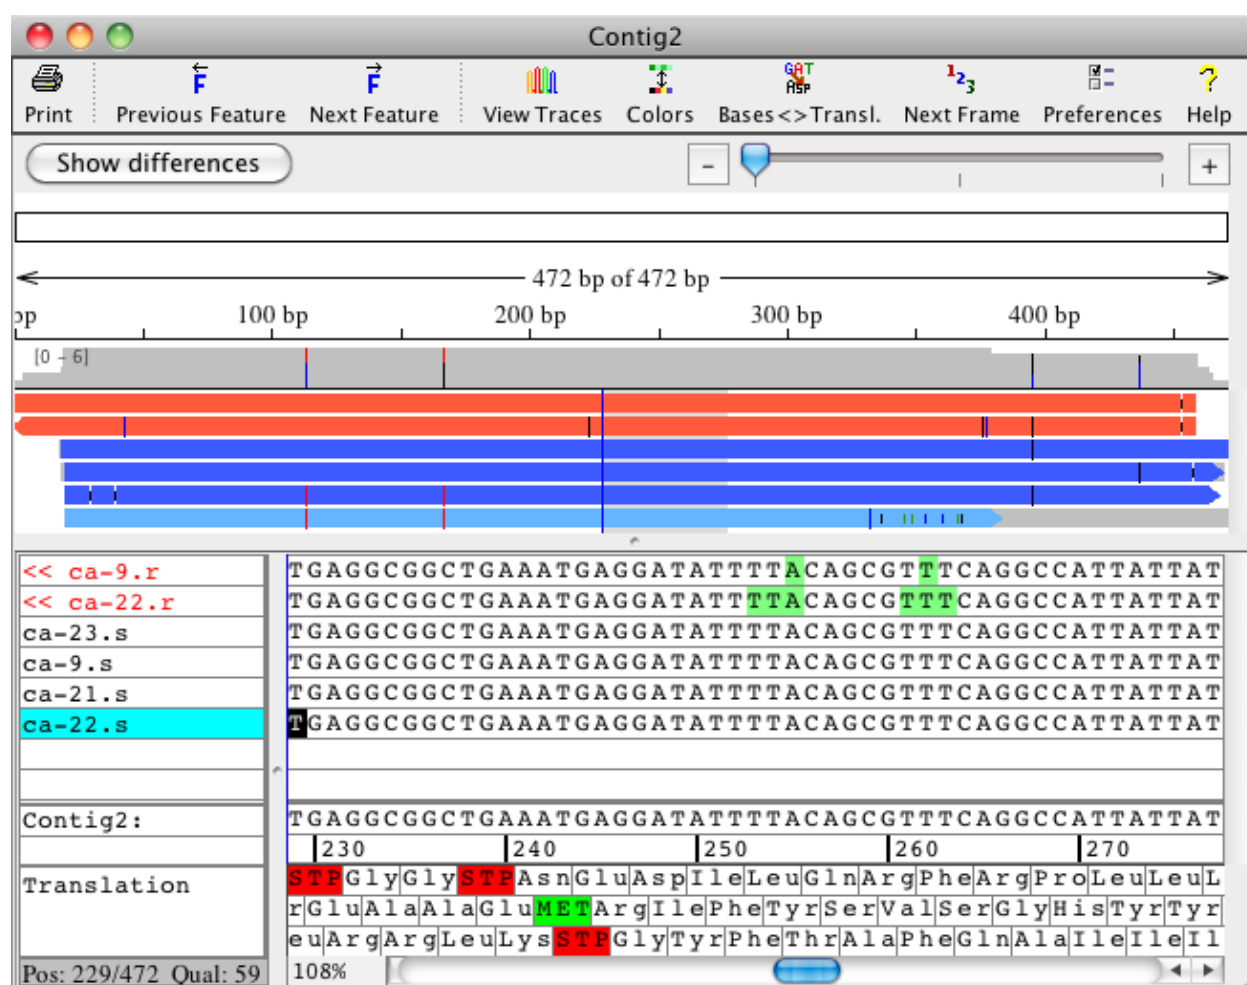 Contig2
Print Previous Feature Next Feature View Traces Colors Bases<>Transl. Next Frame Preferences Help
Show differences - +
472 bp of 472 bp
bp 100 bp 200 bp 300 bp 400 bp
[0 - 6]
<< ca-9.r TGAGGCGGCTGAAATGAGGATATTTTACAGCGTTTCAGGCCATTATTAT
<< ca-22.r TGAGGCGGCTGAAATGAGGATATTTTACAGCGTTTCAGGCCATTATTAT
ca-23.s TGAGGCGGCTGAAATGAGGATATTTTACAGCGTTTCAGGCCATTATTAT
ca-9.s TGAGGCGGCTGAAATGAGGATATTTTACAGCGTTTCAGGCCATTATTAT
ca-21.s TGAGGCGGCTGAAATGAGGATATTTTACAGCGTTTCAGGCCATTATTAT
ca-22.s TGAGGCGGCTGAAATGAGGATATTTTACAGCGTTTCAGGCCATTATTAT
Contig2: TGAGGCGGCTGAAATGAGGATATTTTACAGCGTTTCAGGCCATTATTAT
230 240 250 260 270
Translation STPGlyGlySTPAsnGluAspIleLeuGlnArgPheArgProLeuLeuL
rGluAlaAlaGluMETArgIlePheTyrSerValSerGlyHisTyrTyr
euArgArgLeuLysSTPGlyTyrPheThrAlaPheGlnAlaIleIleIl
Pos: 229/472 Qual: 59 108%